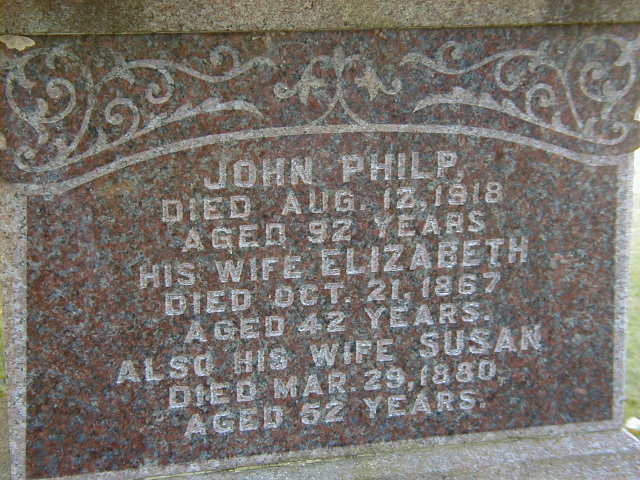 JOHN PHILP,
DIED AUG. 12, 1918
AGED 92 YEARS
HIS WIFE ELIZABETH
DIED OCT. 21, 1867
AGED 42 YEARS.
ALSO HIS WIFE SUSAN
DIED MAR. 29, 1880.
AGED 52 YEARS.